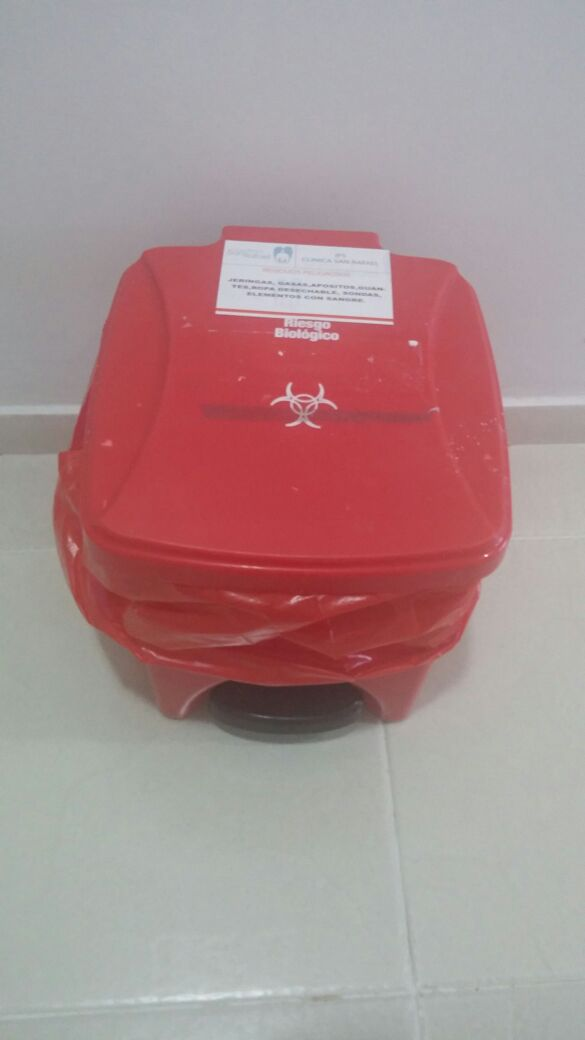 IPS
CLINICA SAN RAFAEL
RESIDUOS PELIGROSOS
JERINGAS, GASAS,APOSITOS,GUAN-
TES,ROPA DESECHABLE, SONDAS,
ELEMENTOS CON SANGRE.
Riesgo
Biológico